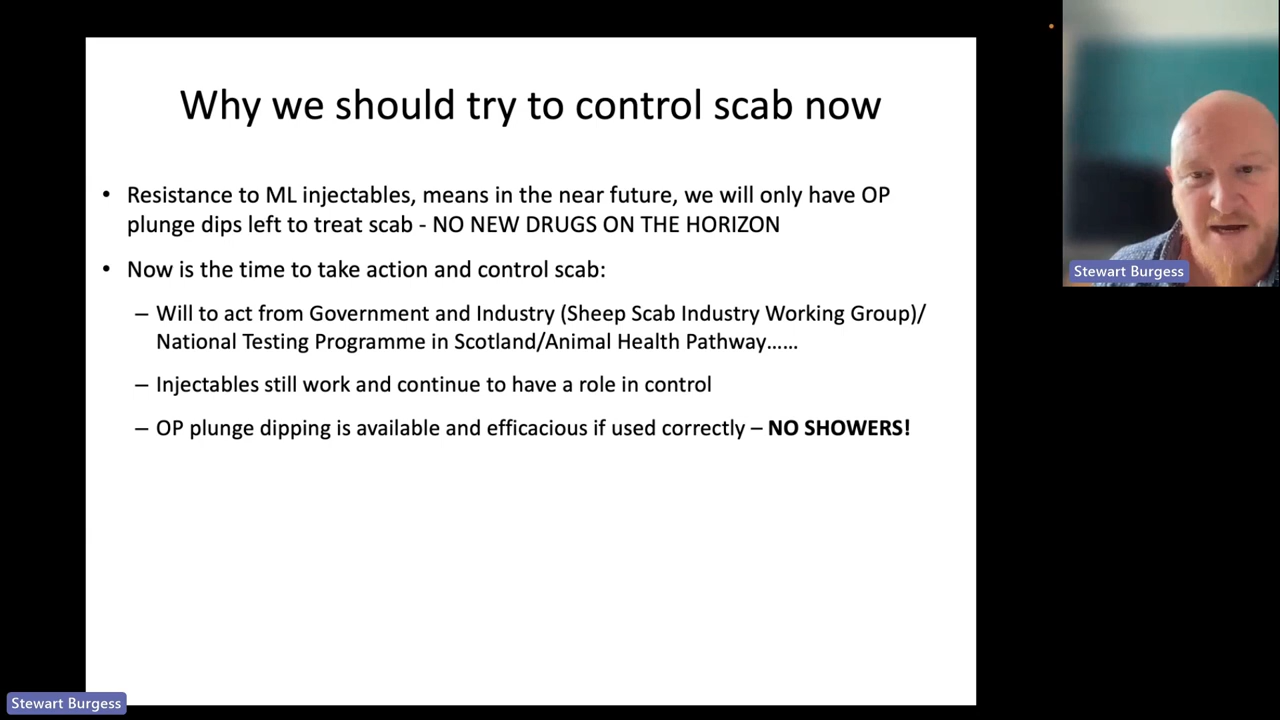 Why we should try to control scab now
• Resistance to ML injectables, means in the near future, we will only have OP
plunge dips left to treat scab - NO NEW DRUGS ON THE HORIZON
• Now is the time to take action and control scab:
– Will to act from Government and Industry (Sheep Scab Industry Working Group)/
National Testing Programme in Scotland/Animal Health Pathway......
– Injectables still work and continue to have a role in control
– OP plunge dipping is available and efficacious if used correctly – NO SHOWERS!
Stewart Burgess
Stewart Burgess